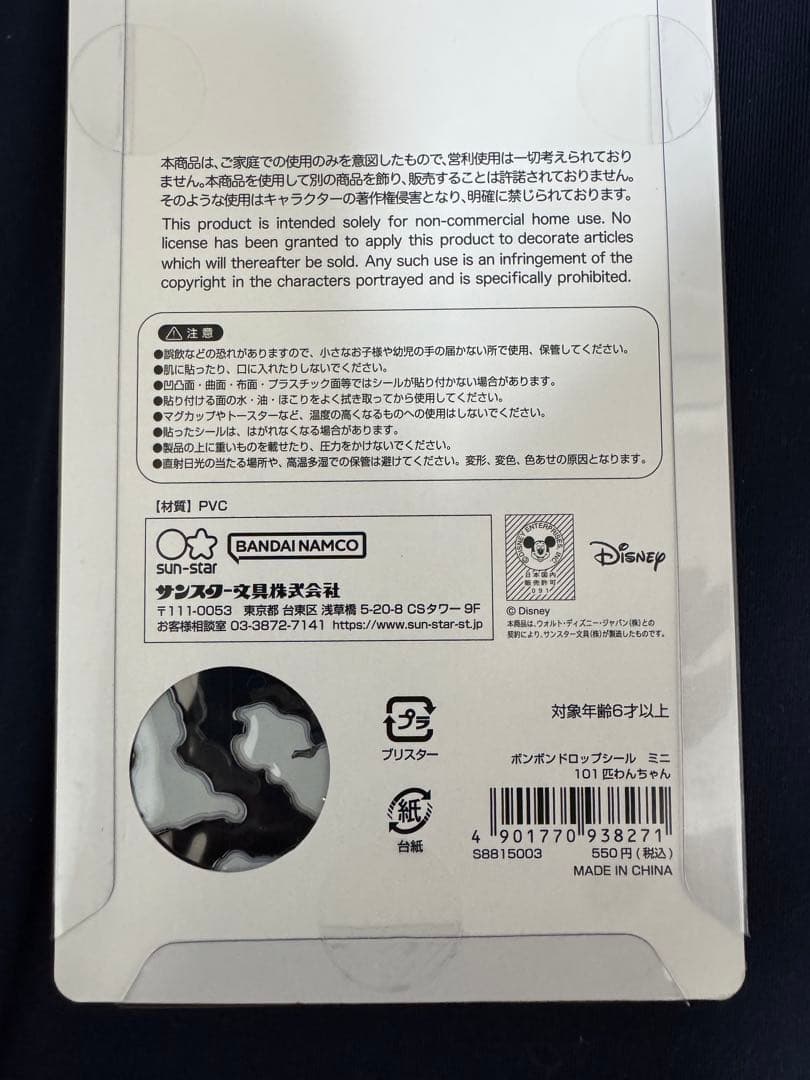 本商品は、ご家庭での使用のみを意図したもので、営利使用は一切考えられており
ません。本商品を使用して別の商品を飾り、販売することは許諾されておりません。
そのような使用はキャラクターの著作権侵害となり、明確に禁じられております。
This product is intended solely for non-commercial home use. No
license has been granted to apply this product to decorate articles
which will thereafter be sold. Any such use is an infringement of the
copyright in the characters portrayed and is specifically prohibited.
注意
●誤飲などの恐れがありますので、小さなお子様や幼児の手の届かない所で使用、保管してください。
●肌に貼ったり、口に入れたりしないでください。
●凹凸面・曲面・布面・プラスチック面等ではシールが貼り付かない場合があります。
●貼り付ける面の水・油・ほこりをよく拭き取ってから使用してください。
●マグカップやトースターなど、温度の高くなるものへの使用はしないでください。
●貼ったシールは、はがれなくなる場合があります。
●製品の上に重いものを載せたり、圧力をかけないでください。
●直射日光の当たる場所や、高温多湿での保管は避けてください。変形、変色、色あせの原因となります。
【材質】PVC
sun-star BANDAI NAMCO
サンスター文具株式会社
〒111-0053 東京都 台東区 浅草橋 5-20-8 CSタワー 9F
お客様相談室 03-3872-7141 https://www.sun-star-st.jp
© DISNEY ENTERPRISES, INC.
日本国内
販売許可
091
Disney
© Disney
本商品は、ウォルト・ディズニー・ジャパン(株)との
契約により、サンスター文具(株)が製造したものです。
プラ
ブリスター
紙
台紙
対象年齢6才以上
ボンボンドロップシール ミニ
101匹わんちゃん
4 901770 938271
S8815003 550円(税込)
MADE IN CHINA